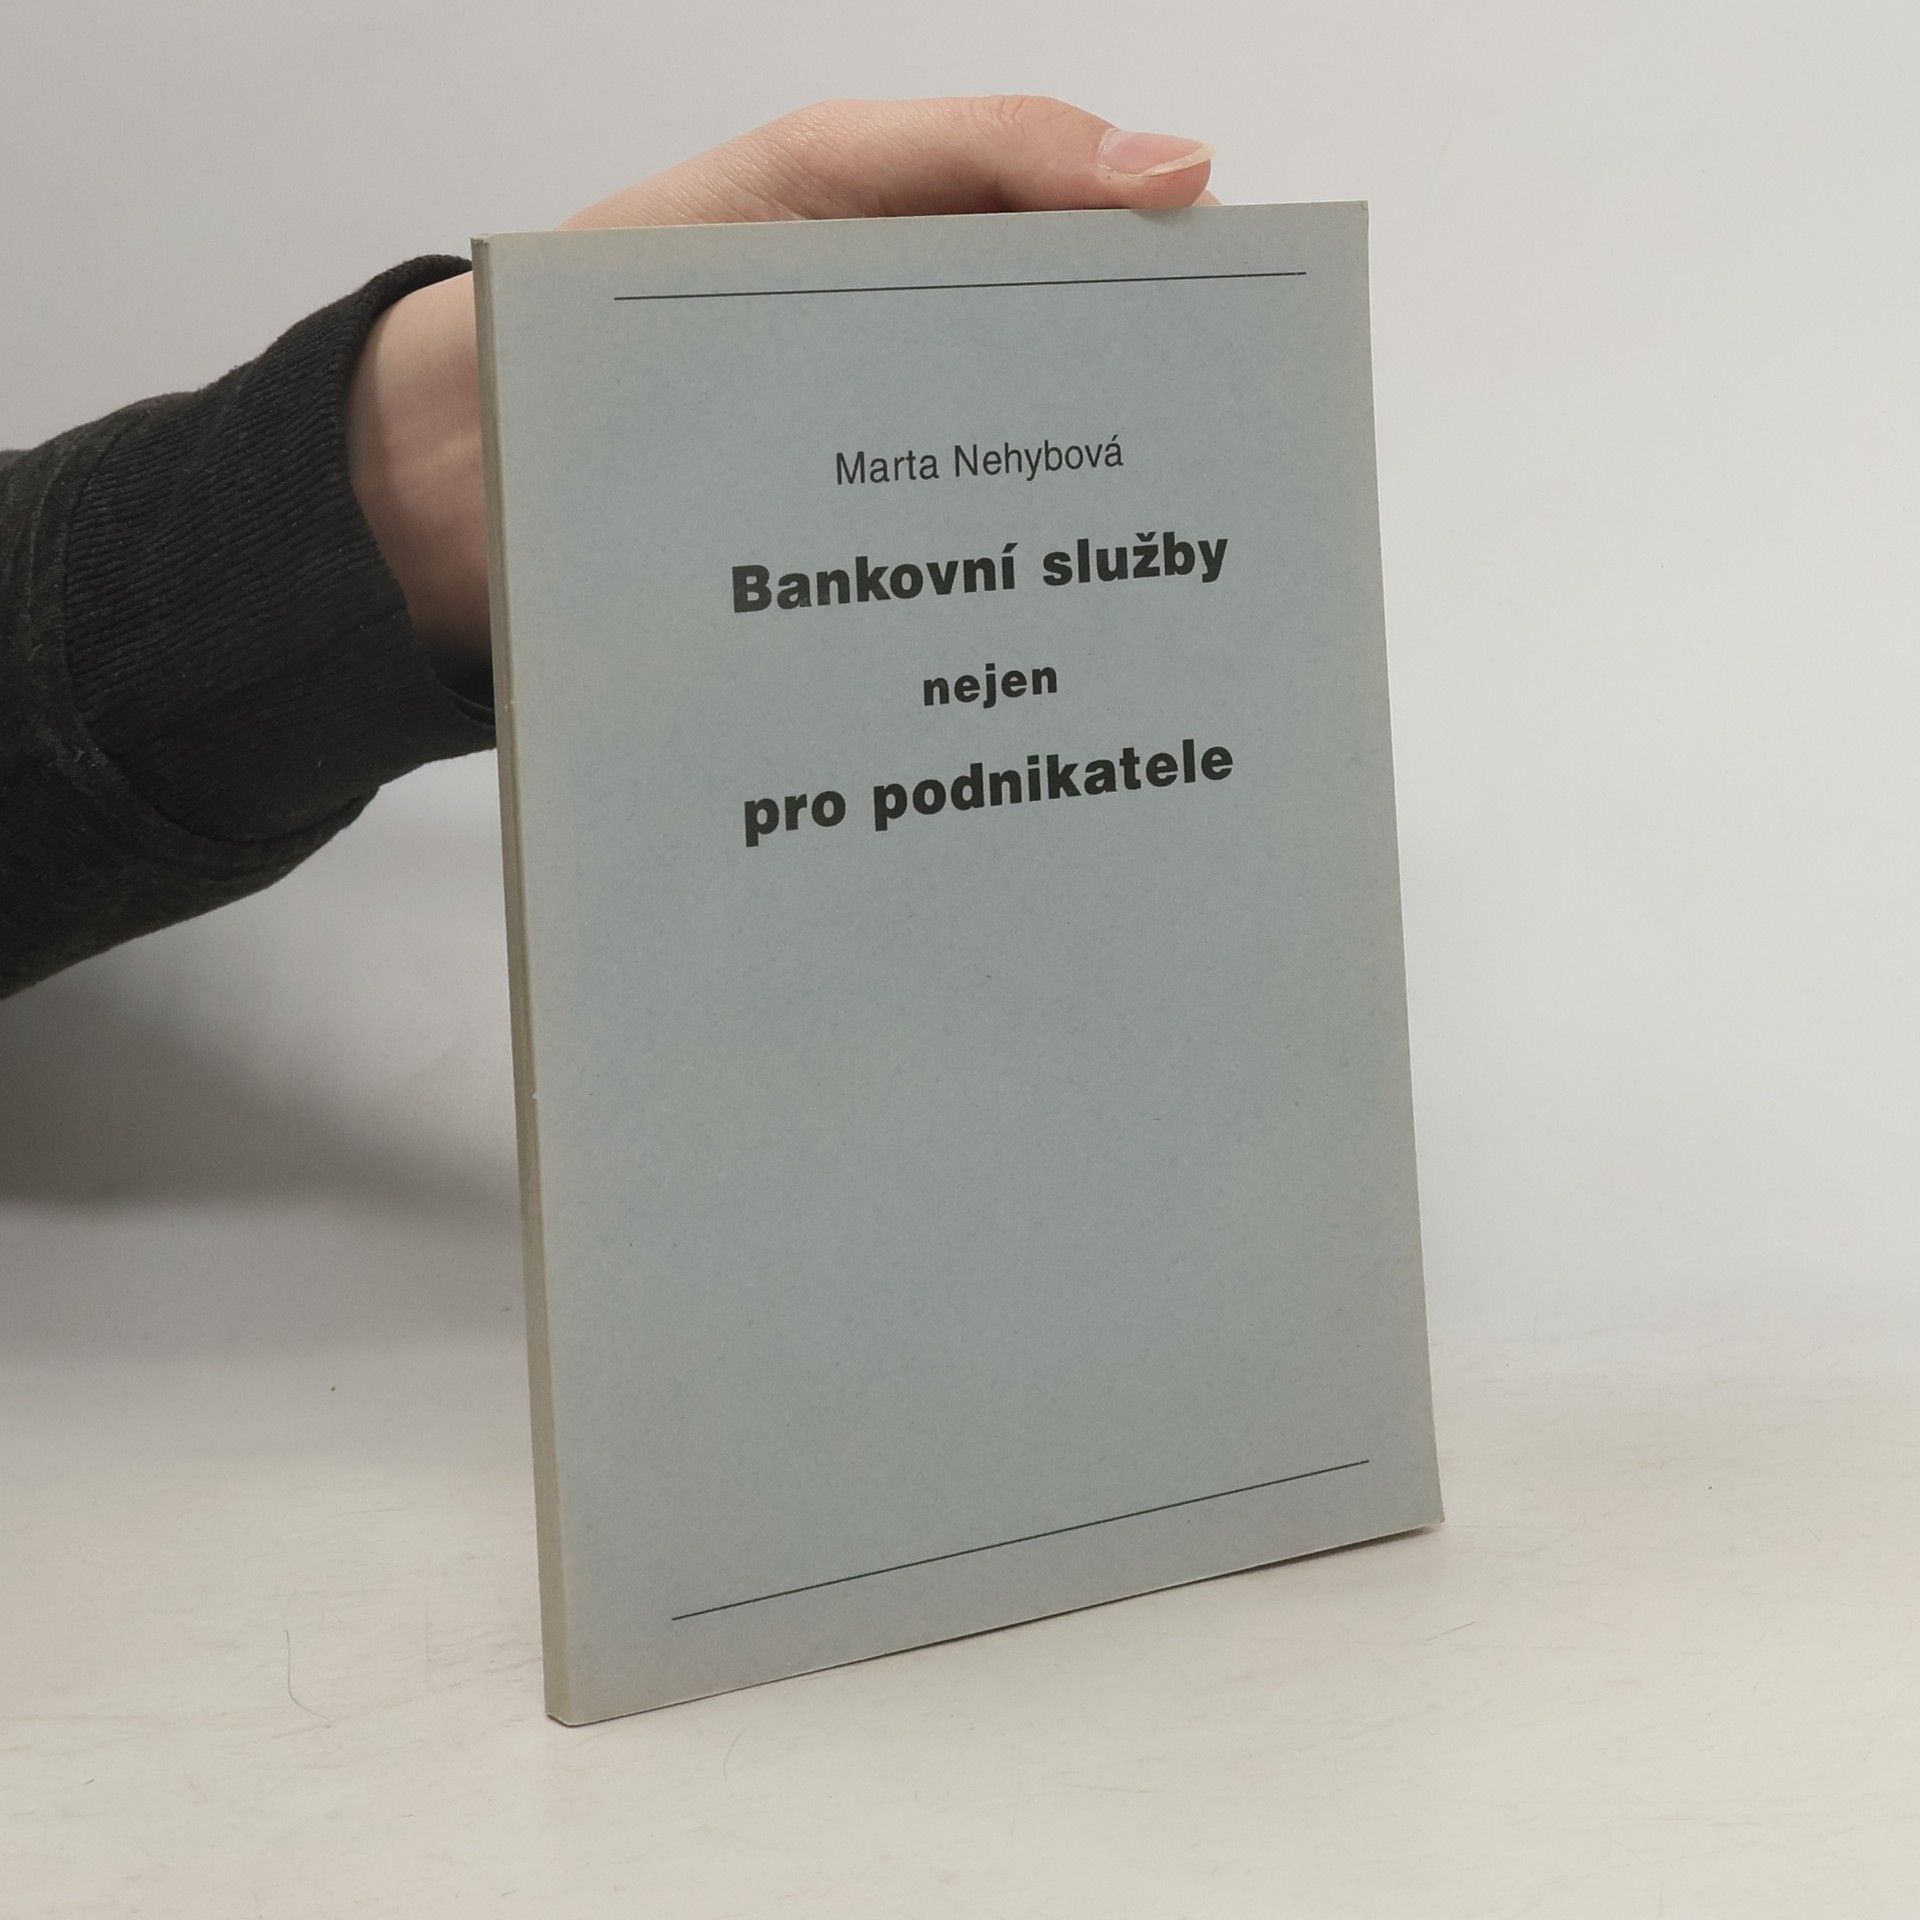 Marta Nehybová
Bankovní služby
nejen
pro podnikatele